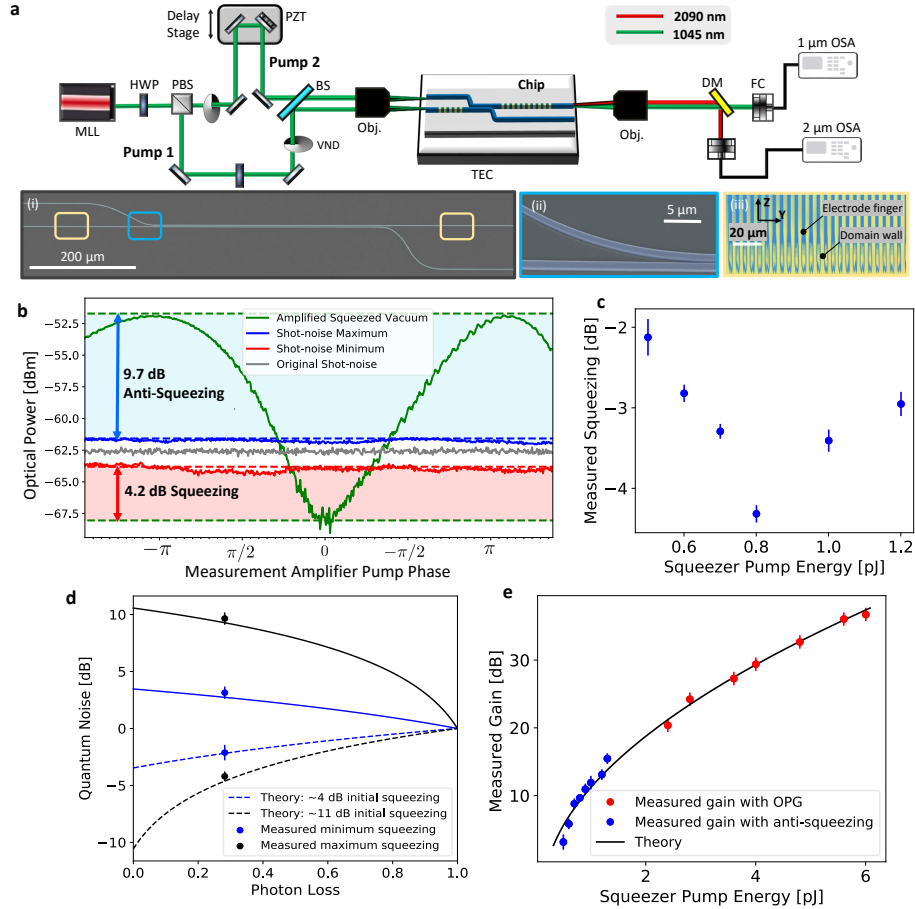 a
Delay
Stage
PZT
2090 nm
1045 nm
1 μm OSA
HWP
PBS
Pump 2
BS
Chip
DM
FC
MLL
Obj.
Obj.
2 μm OSA
Pump 1
VND
TEC
(i)
200 μm
(ii)
5 μm
(iii)
Z
Y
Electrode finger
20 μm
Domain wall
b
Optical Power [dBm]
−52.5
−55.0
−57.5
−60.0
−62.5
−65.0
−67.5
Amplified Squeezed Vacuum
Shot-noise Maximum
Shot-noise Minimum
Original Shot-noise
9.7 dB
Anti-Squeezing
4.2 dB Squeezing
−π
π/2
0
−π/2
π
Measurement Amplifier Pump Phase
c
Measured Squeezing [dB]
−2
−3
−4
0.6
0.8
1.0
1.2
Squeezer Pump Energy [pJ]
d
Quantum Noise [dB]
10
5
0
−5
−10
Theory: ~4 dB initial squeezing
Theory: ~11 dB initial squeezing
Measured minimum squeezing
Measured maximum squeezing
0.0
0.2
0.4
0.6
0.8
1.0
Photon Loss
e
Measured Gain [dB]
30
20
10
Measured gain with OPG
Measured gain with anti-squeezing
Theory
2
4
6
Squeezer Pump Energy [pJ]